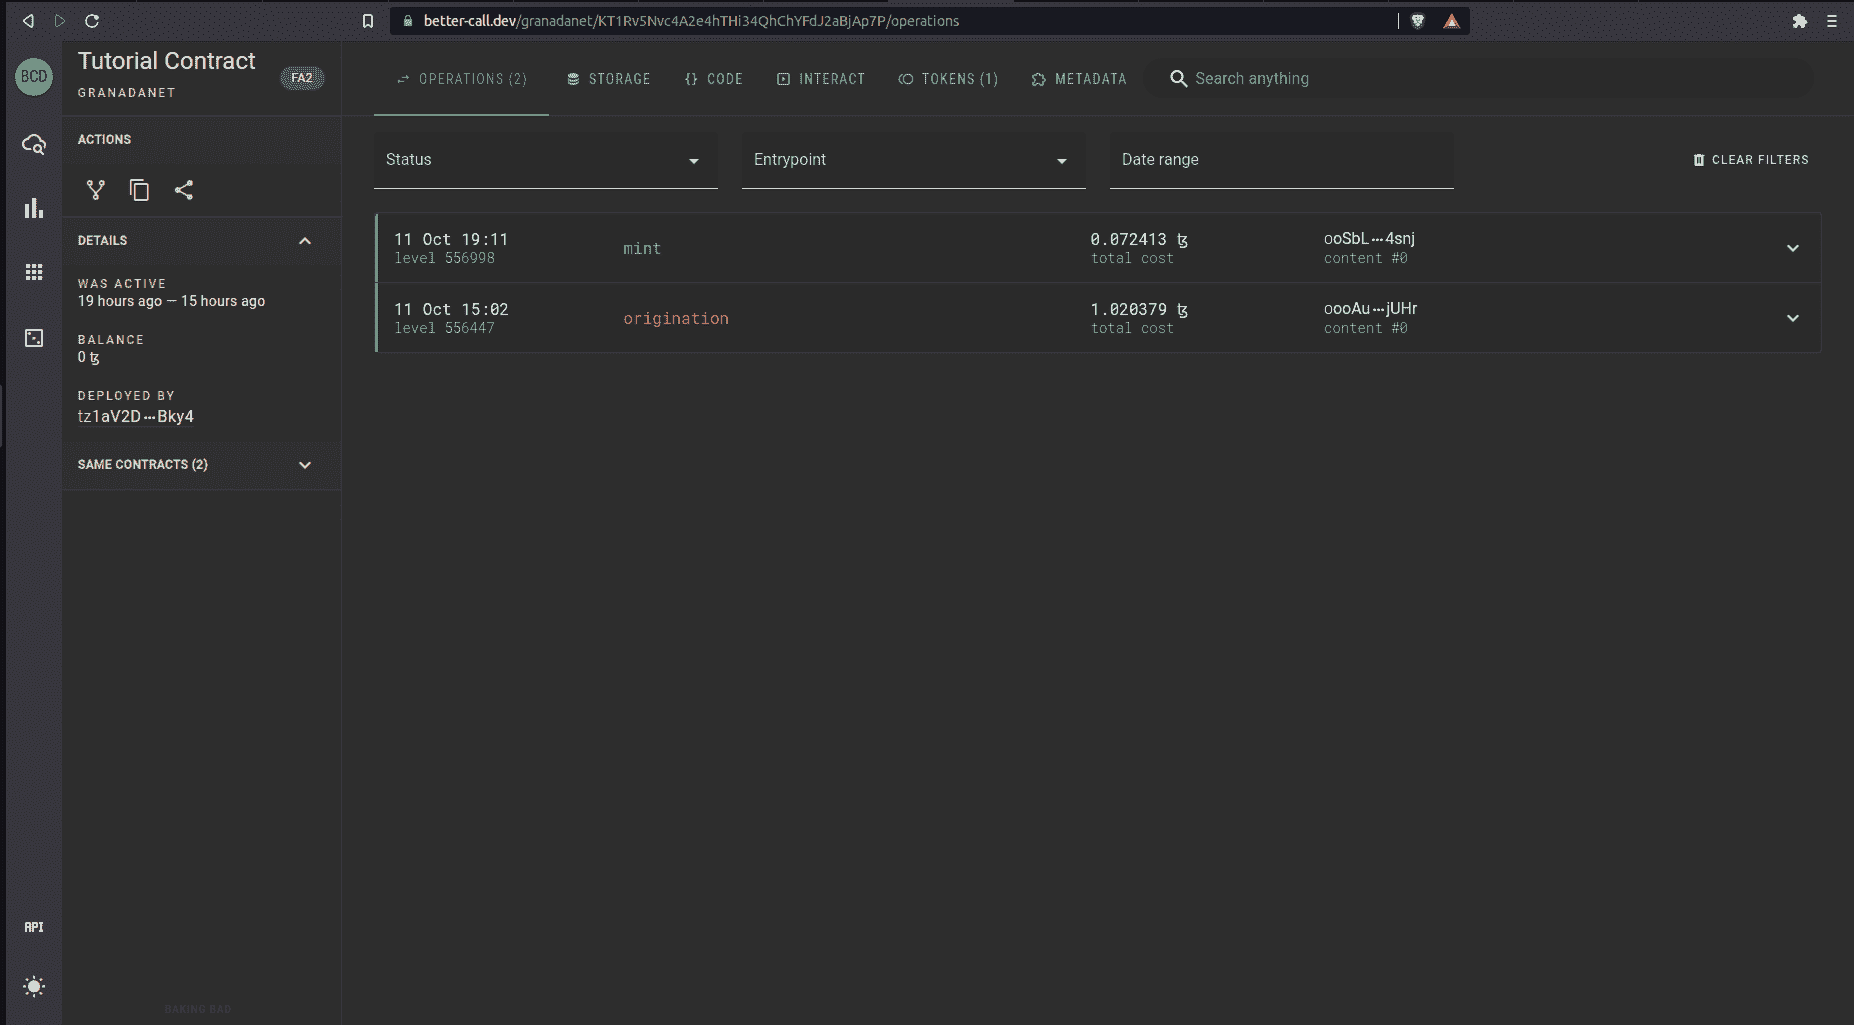 better-call.dev/granadanet/KT1Rv5Nvc4A2e4hTHi34QhChYFdJ2aBjAp7P/operations
BCD
Tutorial Contract
FA2
GRANADANET
OPERATIONS (2)
STORAGE
{} CODE
INTERACT
TOKENS (1)
METADATA
Search anything
ACTIONS
Status
Entrypoint
Date range
CLEAR FILTERS
DETAILS
WAS ACTIVE
19 hours ago — 15 hours ago
BALANCE
0 ꜩ
DEPLOYED BY
tz1aV2D···Bky4
SAME CONTRACTS (2)
11 Oct 19:11
level 556998
mint
0.072413 ꜩ
total cost
ooSbL···4snj
content #0
11 Oct 15:02
level 556447
origination
1.020379 ꜩ
total cost
oooAu···jUHr
content #0
API
BAKING BAD